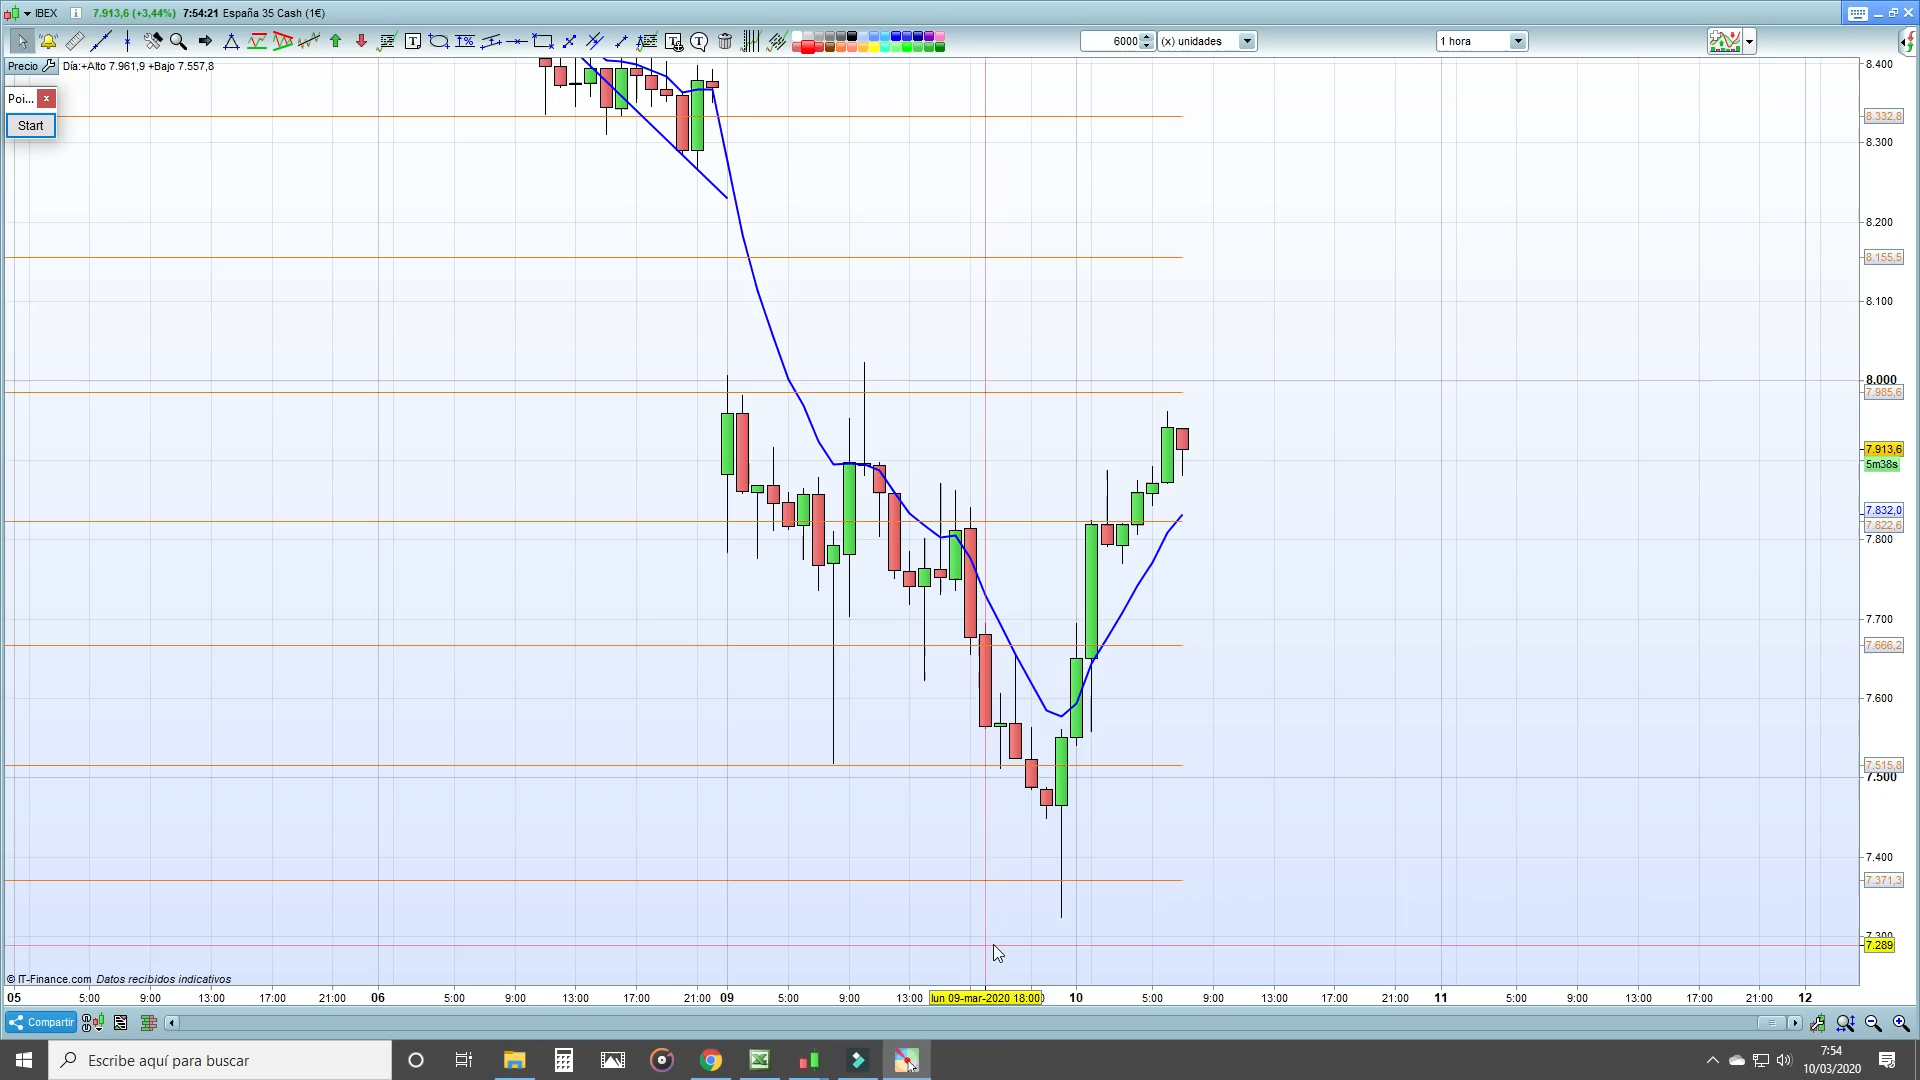 IBEX i 7.913,6 (+3,44%) 7:54:21 España 35 Cash (1€)
6000 (x) unidades 1 hora
Precio Día:+Alto 7.961,9 +Bajo 7.557,8
Poi... x
Start
8.400
8.332,8
8.300
8.200
8.155,5
8.100
8.000
7.985,6
7.913,6
5m38s
7.832,0
7.822,6
7.800
7.700
7.666,2
7.600
7.515,8
7.500
7.400
7.371,3
7.300
7.289
© IT-Finance.com Datos recibidos indicativos
05 5:00 9:00 13:00 17:00 21:00 06 5:00 9:00 13:00 17:00 21:00 09 5:00 9:00 13:00 lun 09-mar-2020 18:00 10 5:00 9:00 13:00 17:00 21:00 11 5:00 9:00 13:00 17:00 21:00 12
Compartir
Escribe aquí para buscar
7:54
10/03/2020